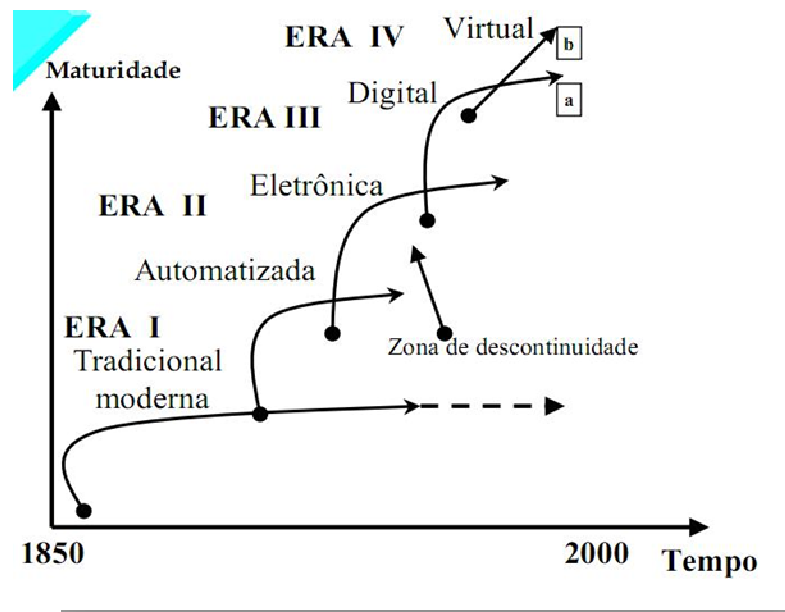 ERA IV
Virtual
b
Maturidade
Digital
a
ERA III
Eletrônica
ERA II
Automatizada
ERA I
Zona de descontinuidade
Tradicional
moderna
1850
2000
Tempo